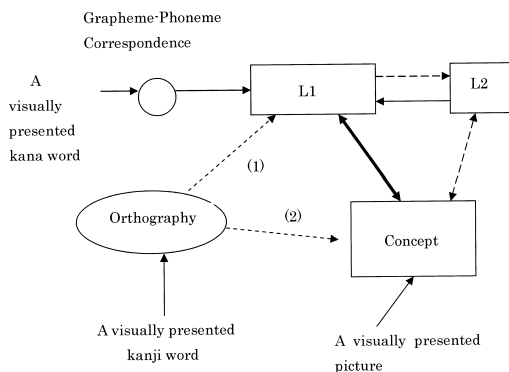 Grapheme-Phoneme
Correspondence
A
visually
presented
kana word
L1
L2
(1)
Orthography
(2)
Concept
A visually presented
kanji word
A visually presented
picture